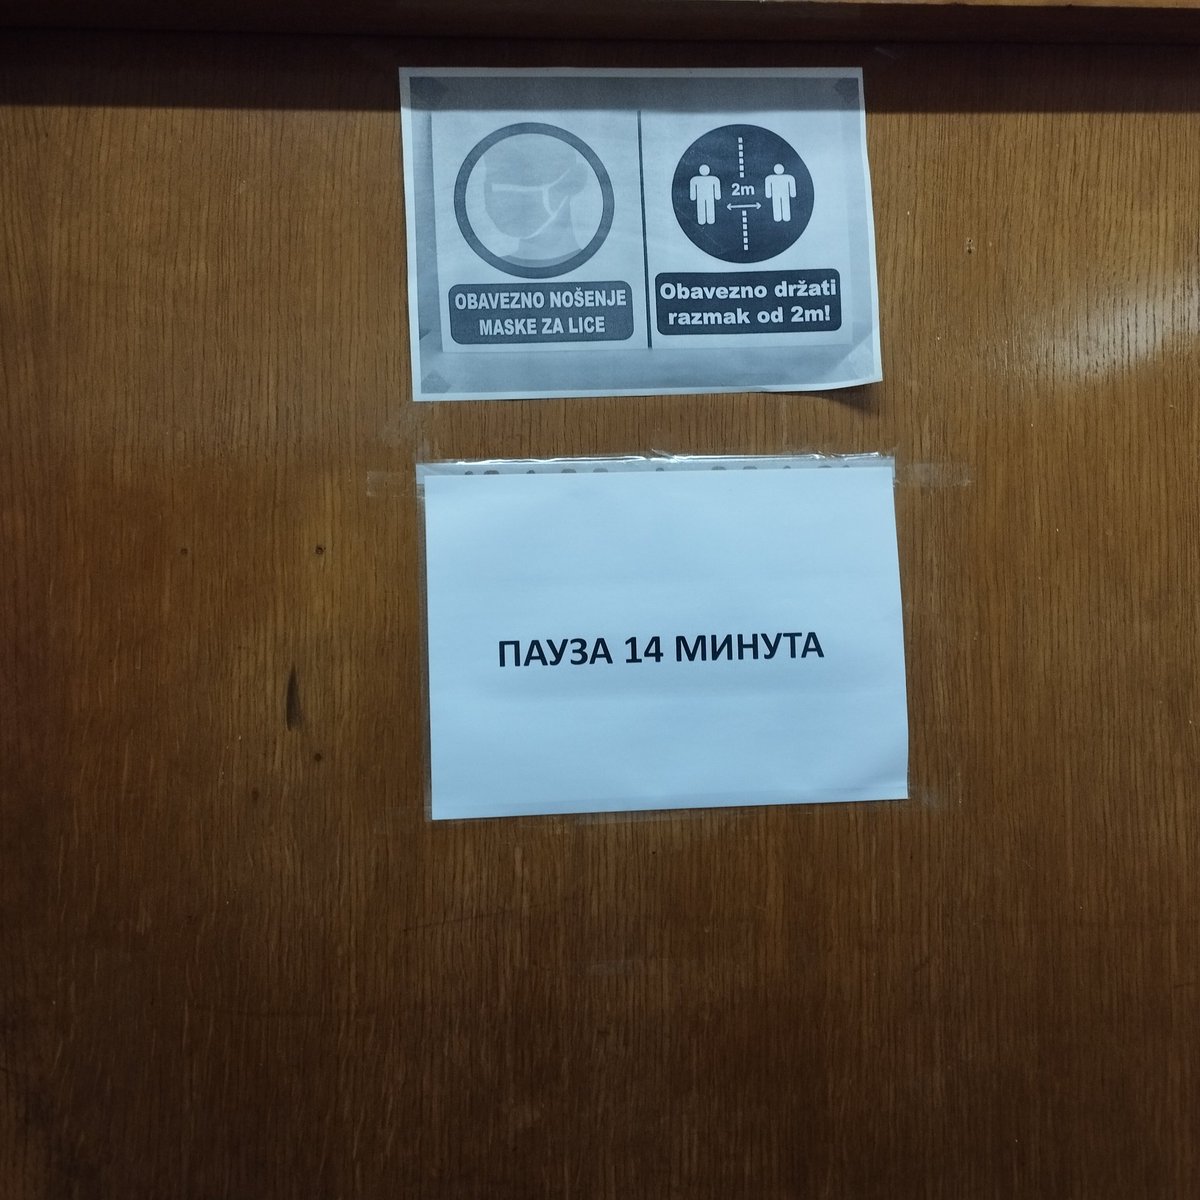 OBAVEZNO NOŠENJE
MASKE ZA LICE
2m
Obavezno držati
razmak od 2m!
ПАУЗА 14 МИНУТА